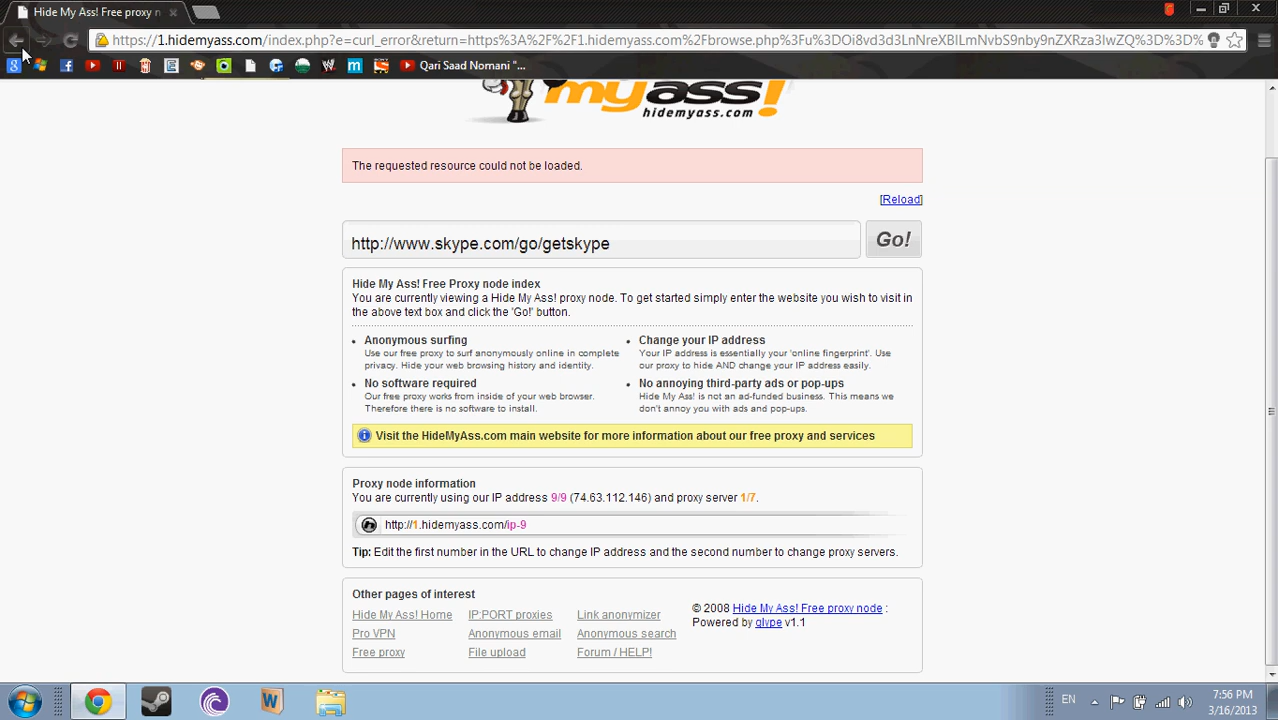 Hide My Ass! Free proxy n
https://1.hidemyass.com/index.php?e=curl_error&return=https%3A%2F%2F1.hidemyass.com%2Fbrowse.php%3Fu%3DOi8vd3d3LnNreXBlLmNvbS9nby9nZXRza3lwZQ%3D%3D%
Qari Saad Nomani "...
my ass!
hidemyass.com
The requested resource could not be loaded.
[Reload]
http://www.skype.com/go/getskype
Go!
Hide My Ass! Free Proxy node index
You are currently viewing a Hide My Ass! proxy node. To get started simply enter the website you wish to visit in
the above text box and click the 'Go!' button.
Anonymous surfing
Use our free proxy to surf anonymously online in complete
privacy. Hide your web browsing history and identity.
Change your IP address
Your IP address is essentially your 'online fingerprint'. Use
our proxy to hide AND change your IP address easily.
No software required
Our free proxy works from inside of your web browser.
Therefore there is no software to install.
No annoying third-party ads or pop-ups
Hide My Ass! is not an ad-funded business. This means we
don't annoy you with ads and pop-ups.
Visit the HideMyAss.com main website for more information about our free proxy and services
Proxy node information
You are currently using our IP address 9/9 (74.63.112.146) and proxy server 1/7.
http://1.hidemyass.com/ip-9
Tip: Edit the first number in the URL to change IP address and the second number to change proxy servers.
Other pages of interest
Hide My Ass! Home
IP:PORT proxies
Link anonymizer
Pro VPN
Anonymous email
Anonymous search
Free proxy
File upload
Forum / HELP!
© 2008 Hide My Ass! Free proxy node :
Powered by glype v1.1
EN
7:56 PM
3/16/2013